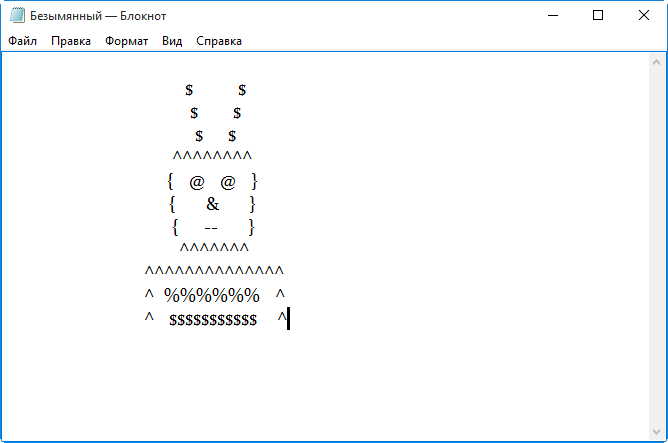 Безымянный — Блокнот
Файл Правка Формат Вид Справка
$ $
$ $
$ $
^^^^^^^^
{ @ @ }
{ & }
{ -- }
^^^^^^^
^^^^^^^^^^^^^^
^ %%%%%% ^
^ $$$$$$$$$$$ ^